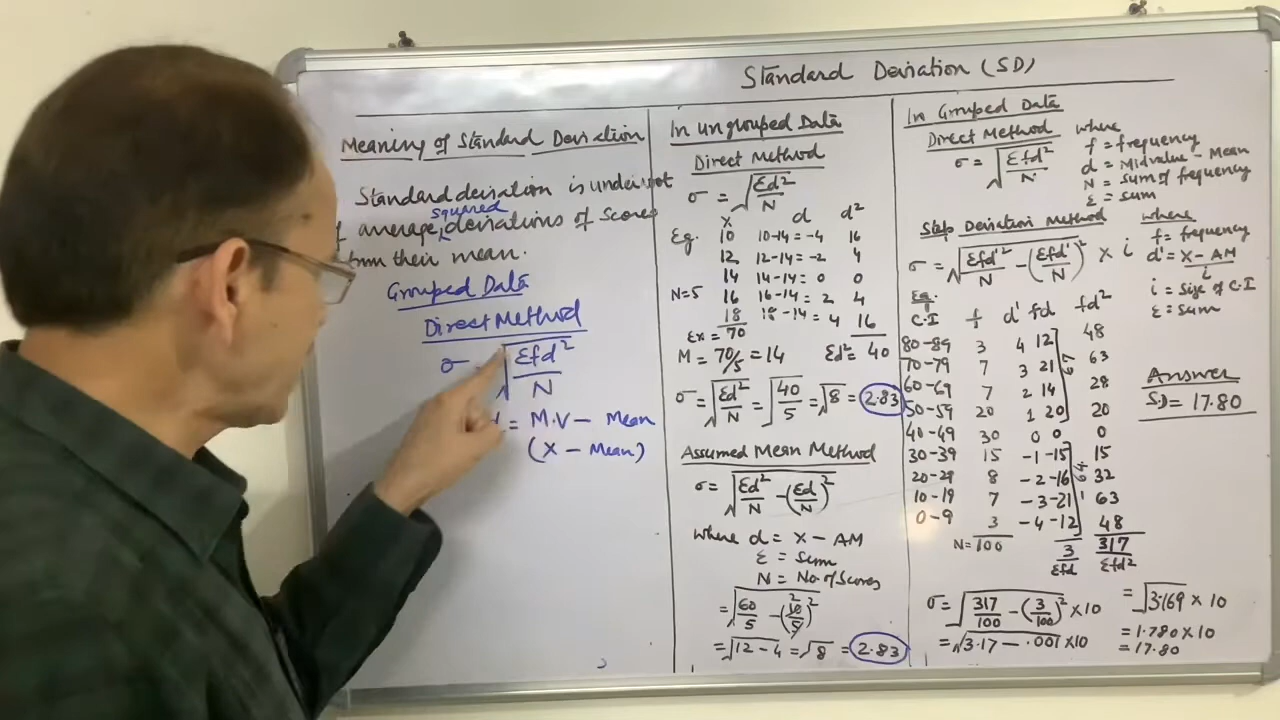 Standard Deviation (SD)
Meaning of Standard Deviation
Standard deviation is under root
f average squared deviations of scores
from their mean.
Grouped Data
Direct Method
σ = √(Σfd²/N)
d = M.V – Mean
(X – Mean)
In ungrouped Data
Direct Method
σ = √(Σd²/N)
X d d²
Eg. 10 10-14 = -4 16
12 12-14 = -2 4
14 14-14 = 0 0
N=5 16 16-14 = 2 4
18 18-14 = 4 16
Σx = 70
M = 70/5 = 14 Σd² = 40
σ = √(Σd²/N) = √(40/5) = √8 = 2.83
Assumed Mean Method
σ = √(Σd²/N - (Σd/N)²)
where d = X – AM
Σ = Sum
N = No. of Scores
= √(60/5 - (10/5)²) 2
= √(12-4) = √8 = 2.83
In Grouped Data
Direct Method
σ = √(Σfd²/N)
where
f = frequency
d = Midvalue – Mean
N = Sum of frequency
Σ = sum
Step Deviation Method
σ = √(Σfd'²/N - (Σfd'/N)²) × i
where
f = frequency
d' = X-AM/i
i = Size of C.I
Σ = Sum
Eg.
C.I f d' fd fd²
80-89 3 4 12 48
70-79 7 3 21 63
60-69 7 2 14 28
50-59 20 1 20 20
67
40-49 30 0 0 0
30-39 15 -1 -15 15
20-29 8 -2 -16 32
10-19 7 -3 -21 63
0-9 3 -4 -12 48
-64
N = 100 3 317
Σfd Σfd²
σ = √(317/100 - (3/100)²) × 10
= √(3.17 - .001) × 10
= √3.169 × 10
= 1.780 × 10
= 17.80
Answer
S.D = 17.80